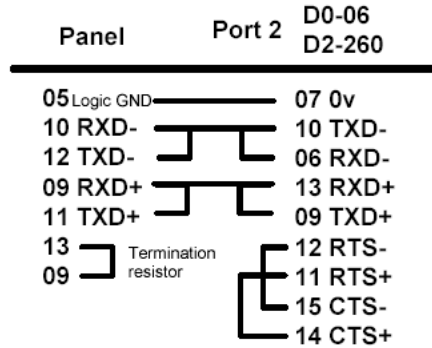 Panel Port 2 D0-06
D2-260
05 Logic GND 07 0v
10 RXD- 10 TXD-
12 TXD- 06 RXD-
09 RXD+ 13 RXD+
11 TXD+ 09 TXD+
13 Termination 12 RTS-
09 resistor 11 RTS+
15 CTS-
14 CTS+